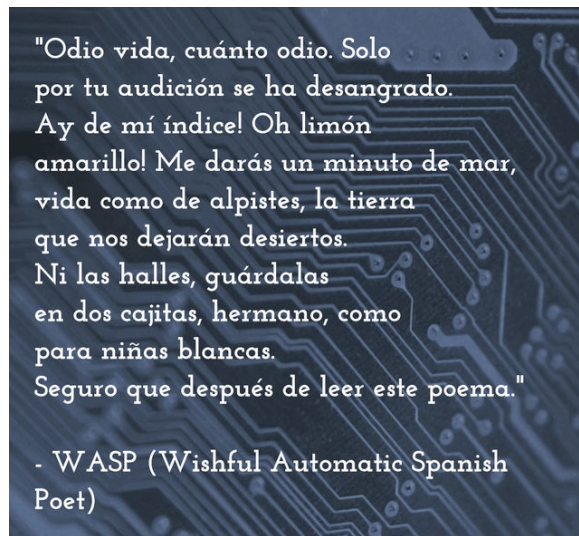 "Odio vida, cuánto odio. Solo
por tu audición se ha desangrado.
Ay de mí índice! Oh limón
amarillo! Me darás un minuto de mar,
vida como de alpistes, la tierra
que nos dejarán desiertos.
Ni las halles, guárdalas
en dos cajitas, hermano, como
para niñas blancas.
Seguro que después de leer este poema."
- WASP (Wishful Automatic Spanish
Poet)